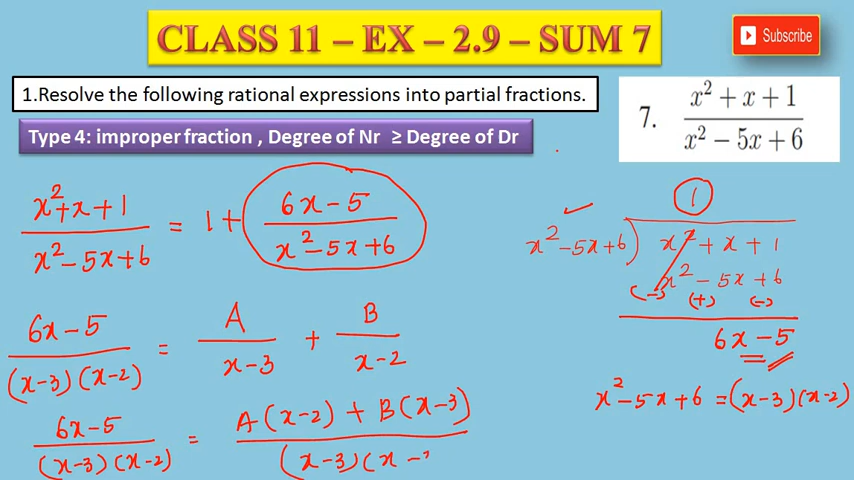 CLASS 11 – EX – 2.9 – SUM 7
Subscribe
1.Resolve the following rational expressions into partial fractions.
7. (x² + x + 1)/(x² − 5x + 6)
Type 4: improper fraction , Degree of Nr ≥ Degree of Dr
(x² + x + 1)/(x² − 5x + 6) = 1 + (6x − 5)/(x² − 5x + 6)
(6x − 5)/((x−3)(x−2)) = A/(x−3) + B/(x−2)
(6x − 5)/((x−3)(x−2)) = (A(x−2) + B(x−3))/((x−3)(x −
1
x² − 5x + 6 ) x² + x + 1
x² − 5x + 6
(−) (+) (−)
6x − 5
x² − 5x + 6 = (x−3)(x−2)